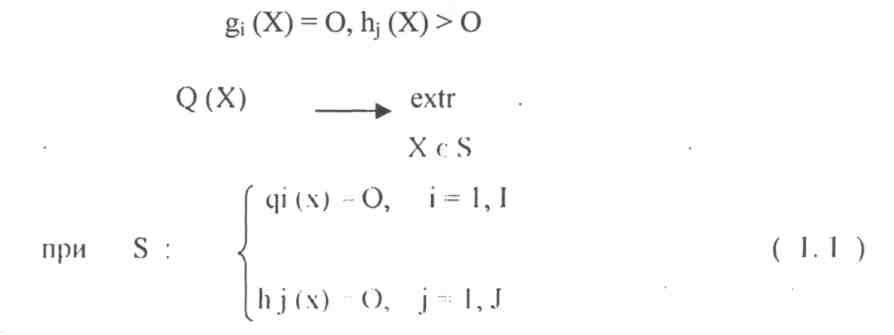 gᵢ (X) = O, hⱼ (X) > O
Q (X) ⟶ extr
X є S
qi (x) = O, i = 1, I
при S : ( 1. 1 )
h j (x) = O, j = 1, J